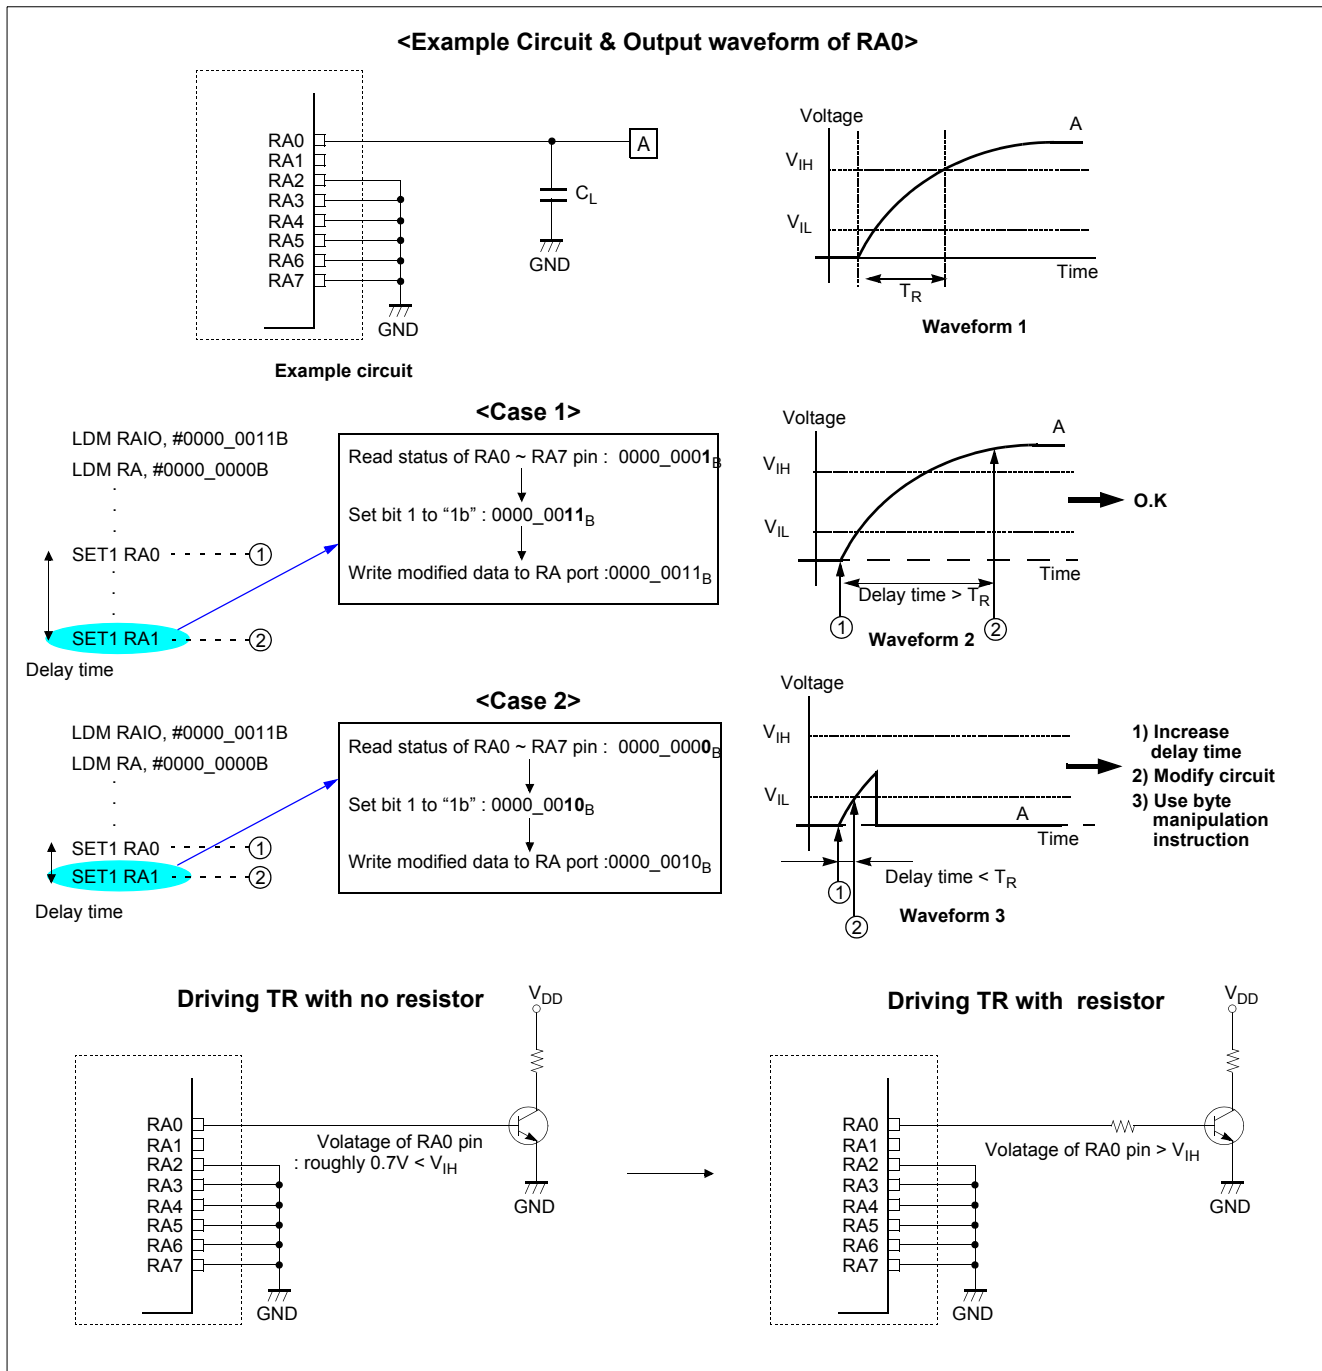 <Example Circuit & Output waveform of RA0>
RA0
RA1
RA2
RA3
RA4
RA5
RA6
RA7
A
CL
GND
GND
Example circuit
Voltage
A
VIH
VIL
Time
TR
Waveform 1
<Case 1>
LDM RAIO, #0000_0011B
LDM RA, #0000_0000B
SET1 RA0
①
SET1 RA1
②
Delay time
Read status of RA0 ~ RA7 pin : 0000_0001B
Set bit 1 to “1b” : 0000_0011B
Write modified data to RA port :0000_0011B
Voltage
A
VIH
VIL
O.K
Time
Delay time > TR
①
②
Waveform 2
<Case 2>
LDM RAIO, #0000_0011B
LDM RA, #0000_0000B
SET1 RA0
①
SET1 RA1
②
Delay time
Read status of RA0 ~ RA7 pin : 0000_0000B
Set bit 1 to “1b” : 0000_0010B
Write modified data to RA port :0000_0010B
Voltage
VIH
VIL
A
Time
Delay time < TR
①
②
Waveform 3
1) Increase
delay time
2) Modify circuit
3) Use byte
manipulation
instruction
Driving TR with no resistor
VDD
RA0
RA1
RA2
RA3
RA4
RA5
RA6
RA7
Volatage of RA0 pin
: roughly 0.7V < VIH
GND
GND
Driving TR with resistor
VDD
RA0
RA1
RA2
RA3
RA4
RA5
RA6
RA7
Volatage of RA0 pin > VIH
GND
GND